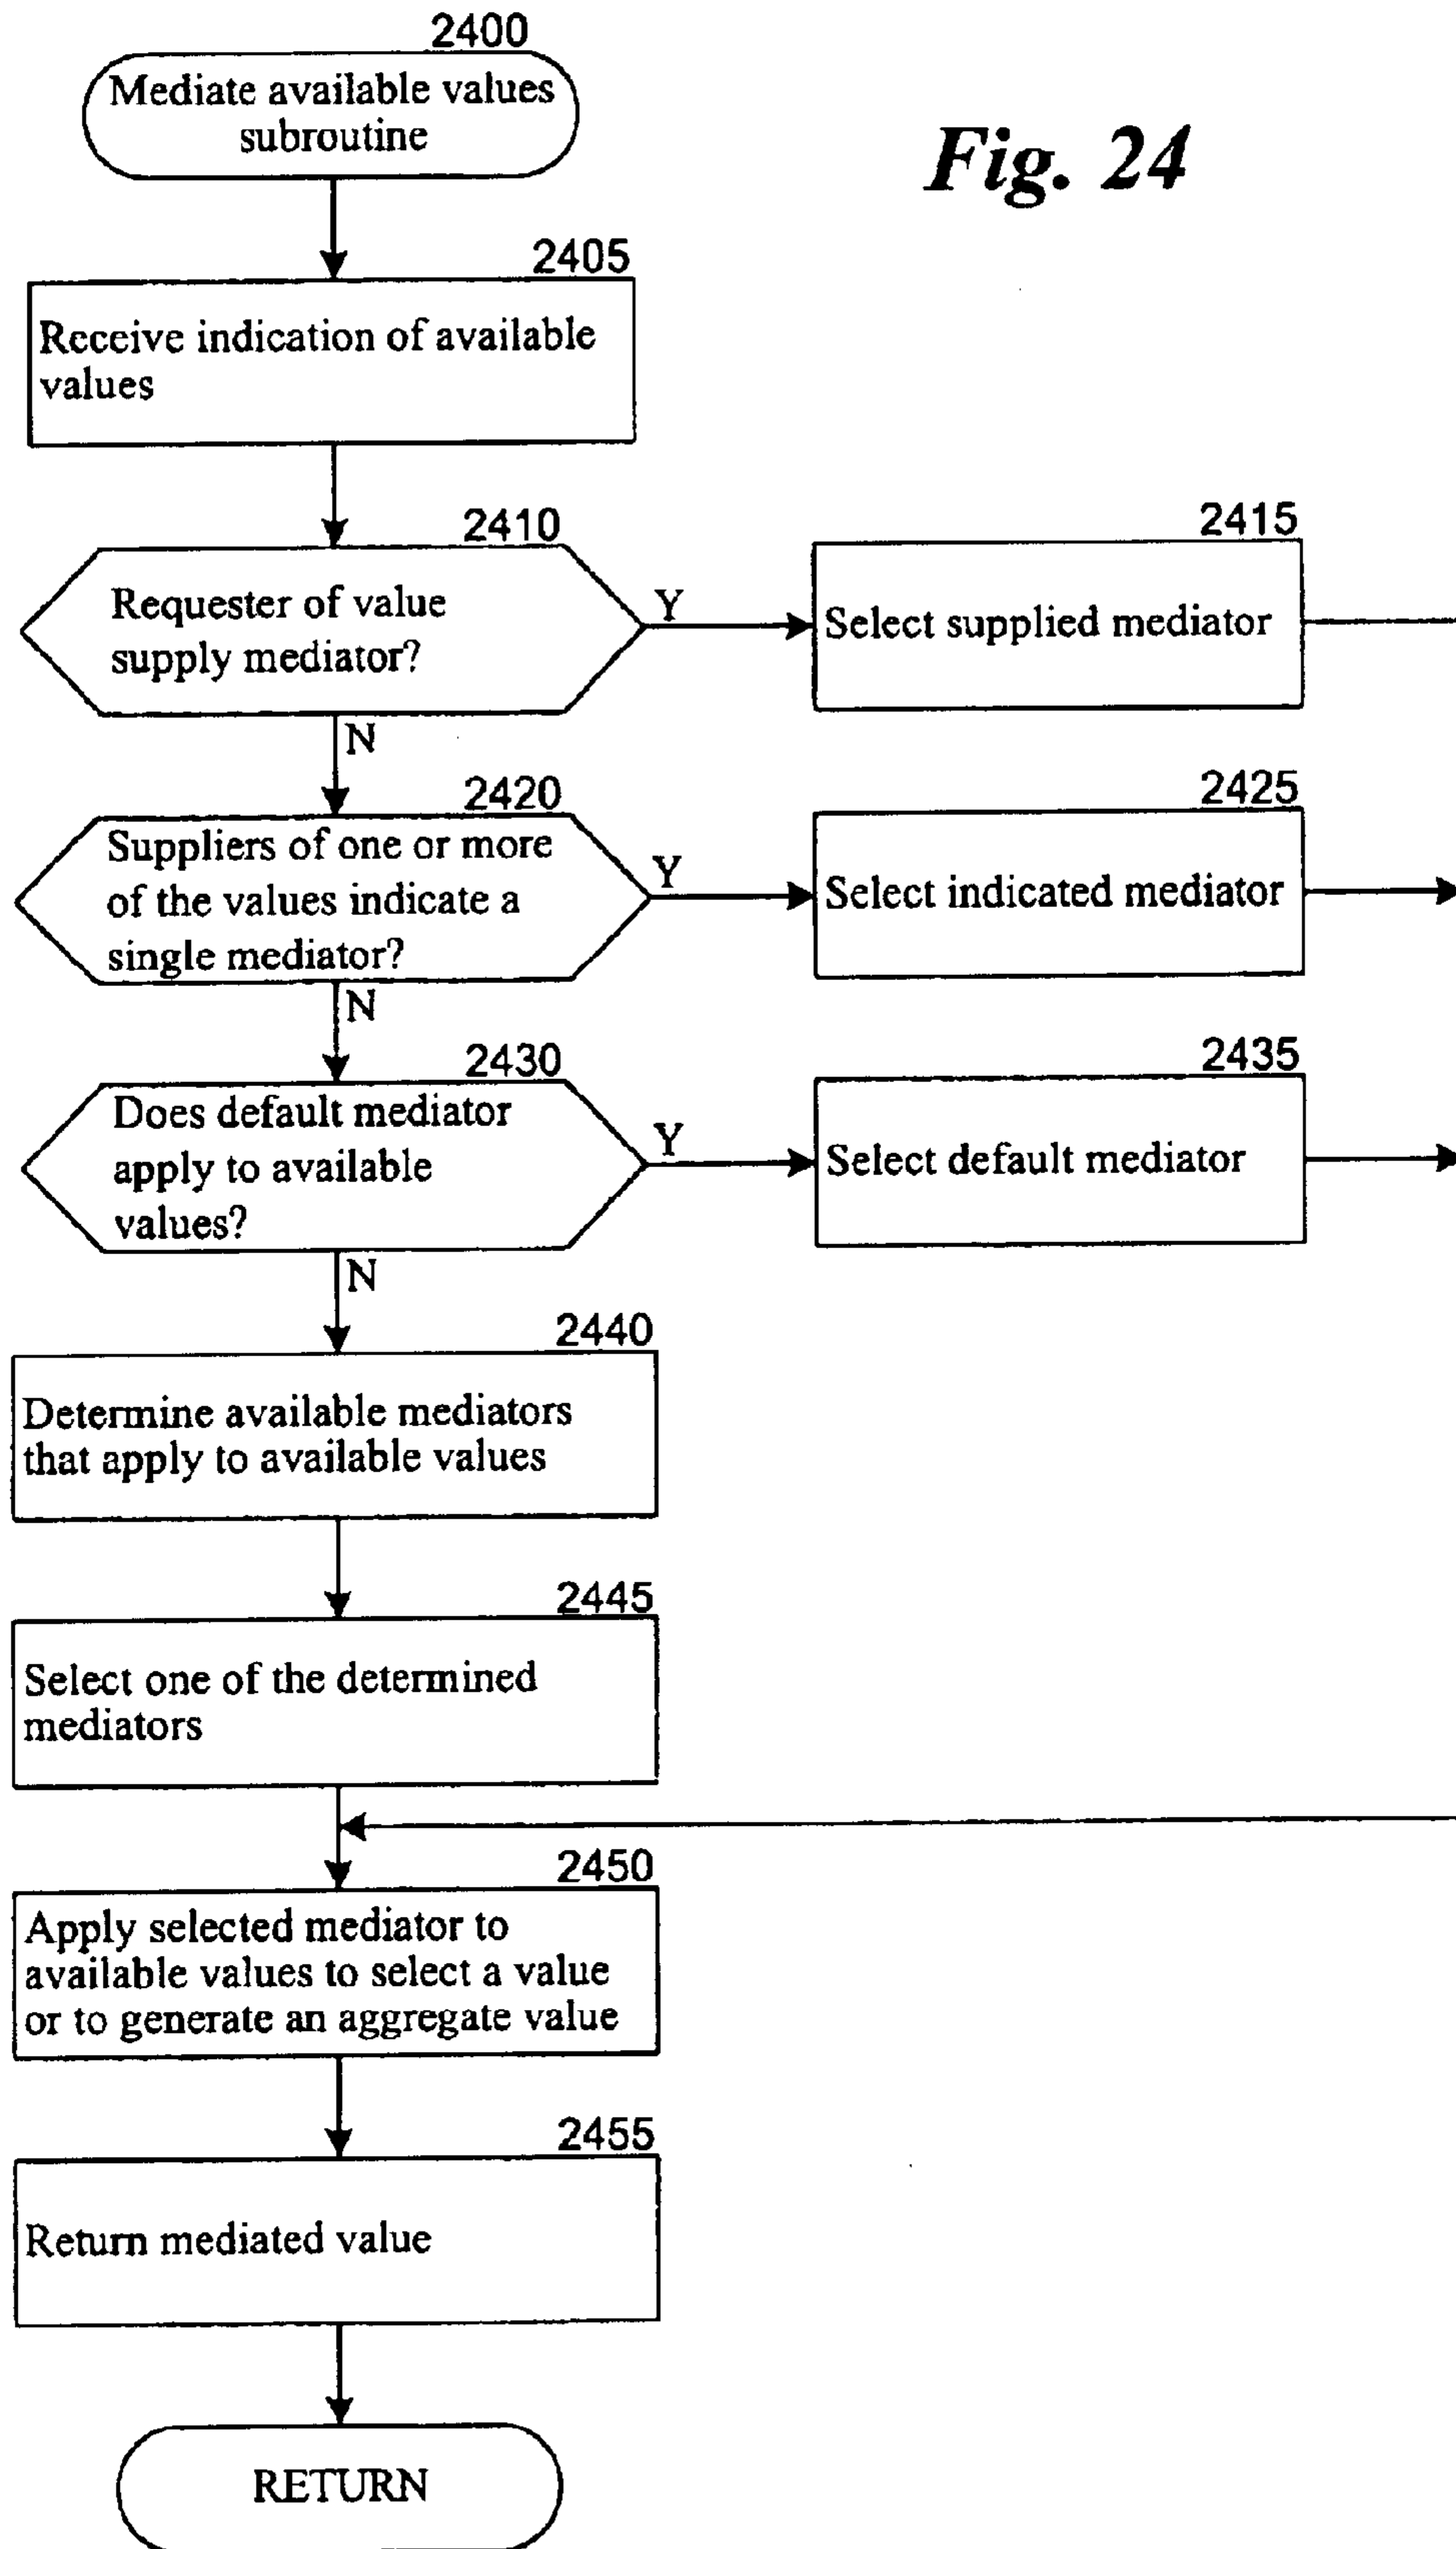 2400
Mediate available values
subroutine
Fig. 24
2405
Receive indication of available
values
2410
Requester of value
supply mediator?
Y
2415
Select supplied mediator
N
2420
Suppliers of one or more
of the values indicate a
single mediator?
Y
2425
Select indicated mediator
N
2430
Does default mediator
apply to available
values?
Y
2435
Select default mediator
N
2440
Determine available mediators
that apply to available values
2445
Select one of the determined
mediators
2450
Apply selected mediator to
available values to select a value
or to generate an aggregate value
2455
Return mediated value
RETURN